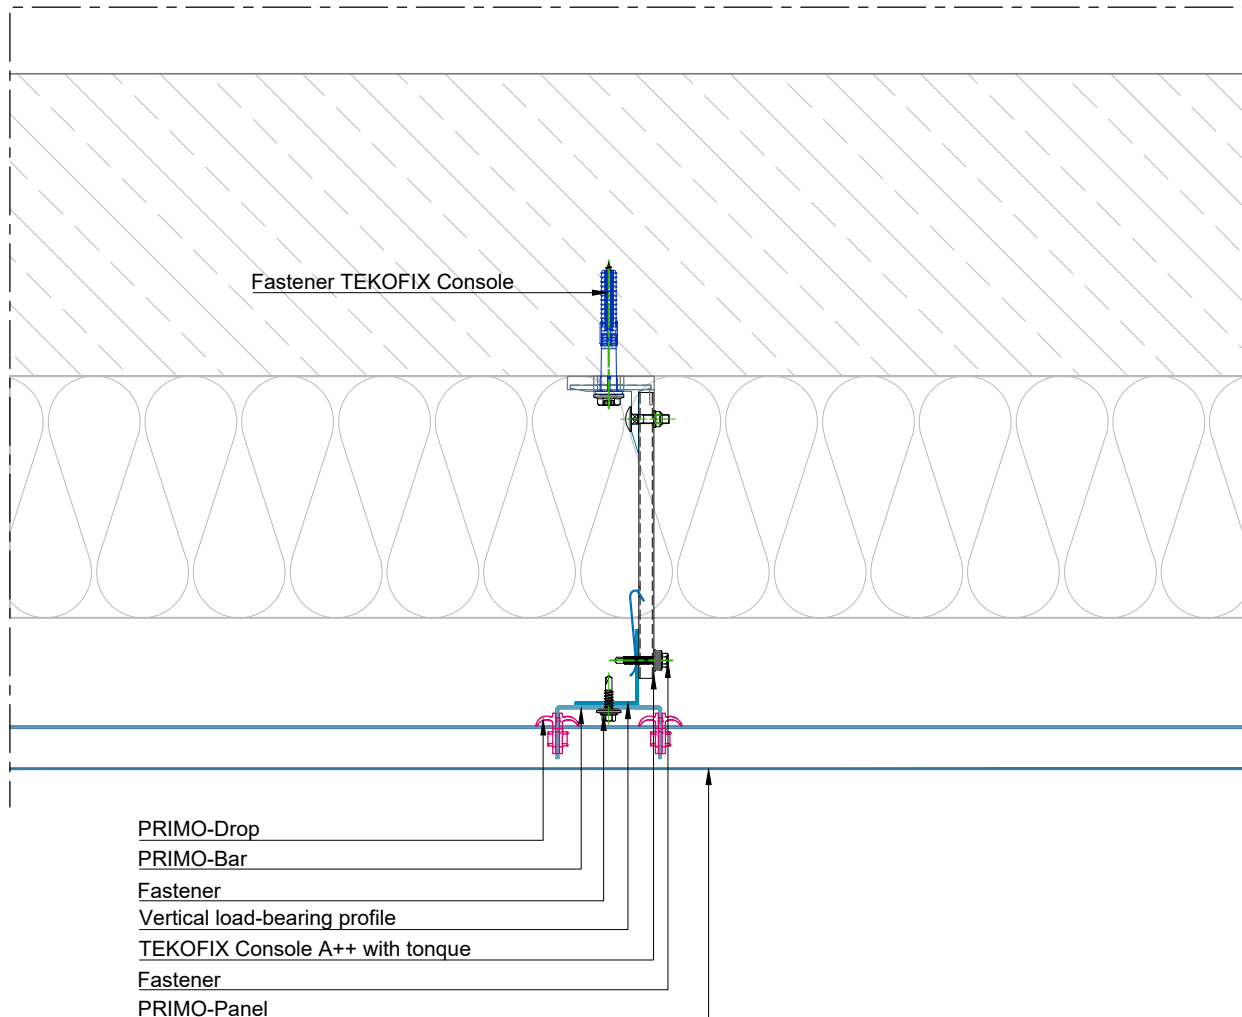 Fastener TEKOFIX Console
PRIMO-Drop
PRIMO-Bar
Fastener
Vertical load-bearing profile
TEKOFIX Console A++ with tonque
Fastener
PRIMO-Panel